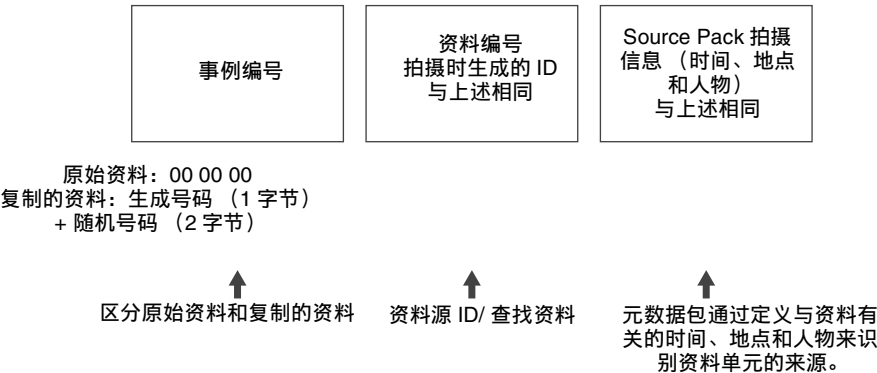 事例编号
资料编号
拍摄时生成的 ID
与上述相同
Source Pack 拍摄
信息 （时间、地点
和人物）
与上述相同
原始资料：00 00 00
复制的资料：生成号码 （1 字节）
+ 随机号码 （2 字节）
区分原始资料和复制的资料
资料源 ID/ 查找资料
元数据包通过定义与资料有
关的时间、地点和人物来识
别资料单元的来源。